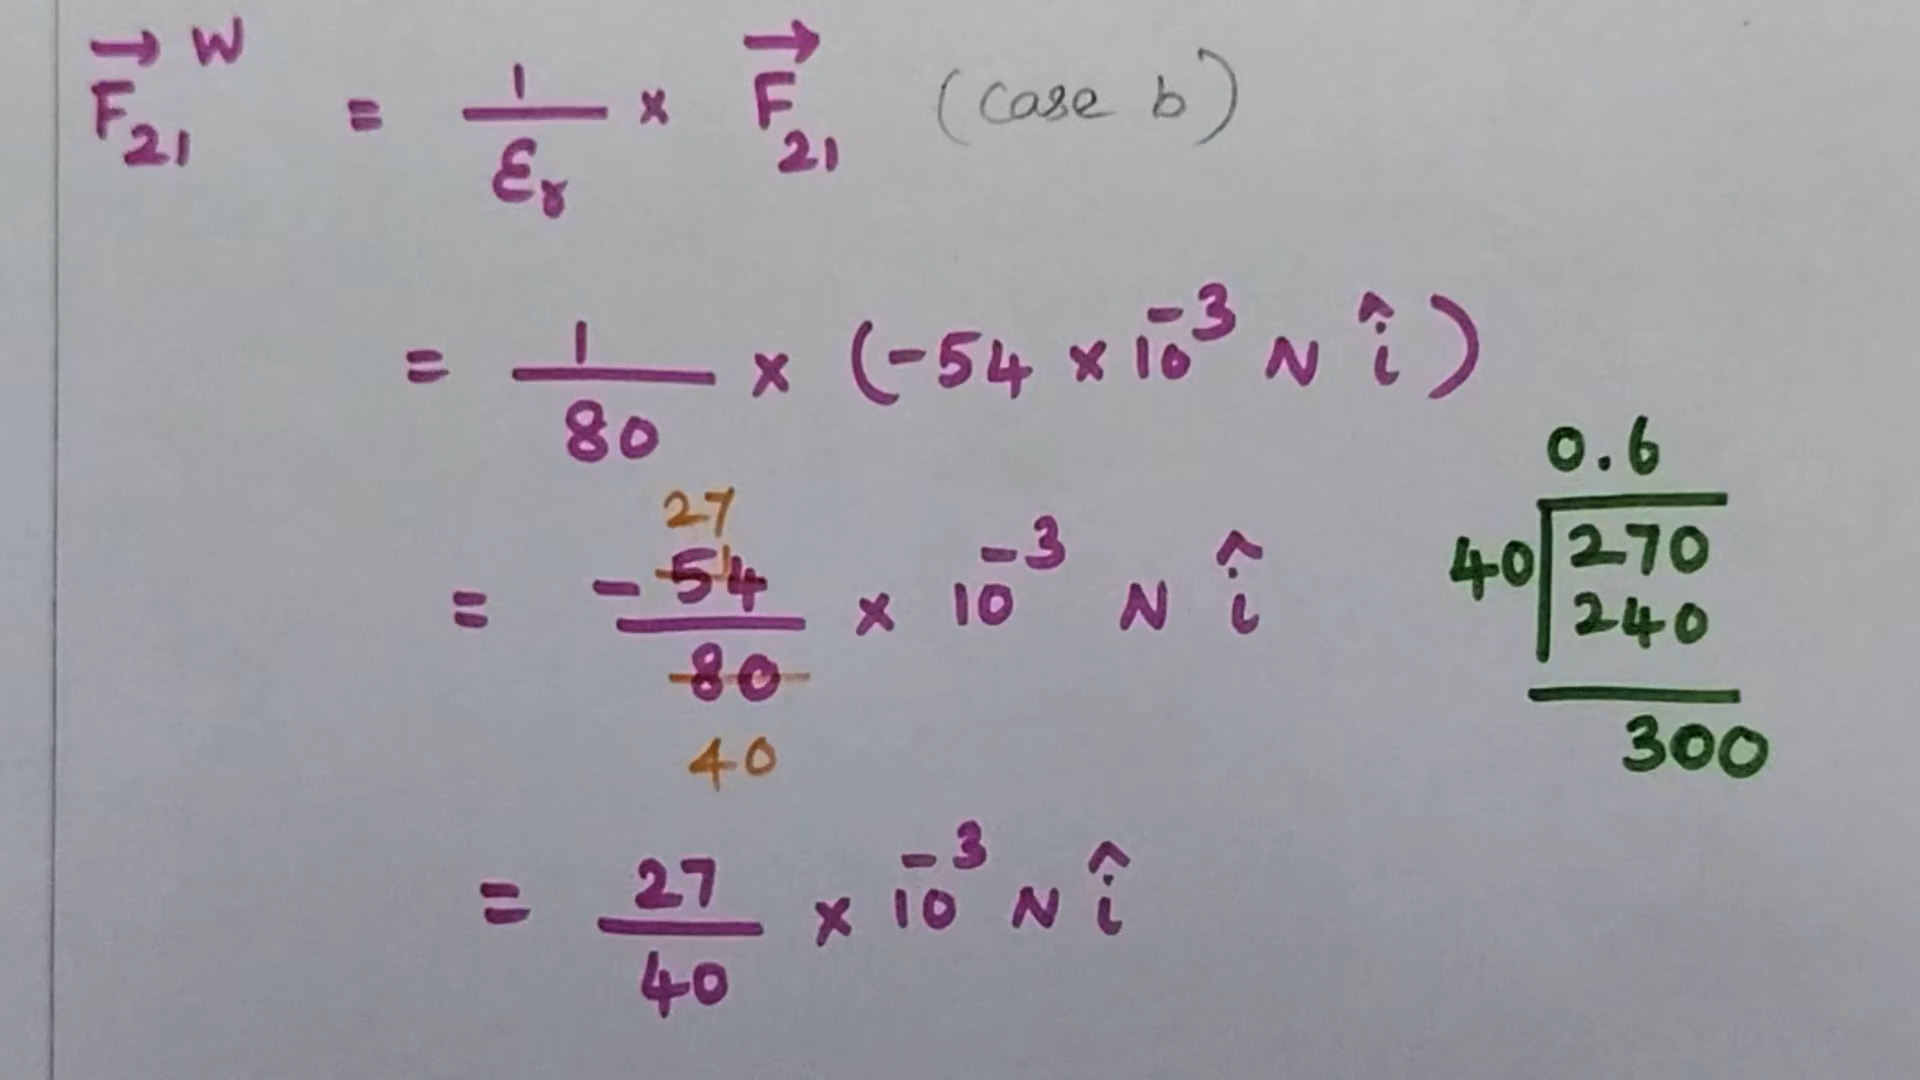 F⃗₂₁ᵂ = 1/εᵣ × F⃗₂₁ (case b)
= 1/80 × (-54 × 10⁻³ N î)
27
= -54/80 × 10⁻³ N î
40
= 27/40 × 10⁻³ N î
0.6
40 270
240
300